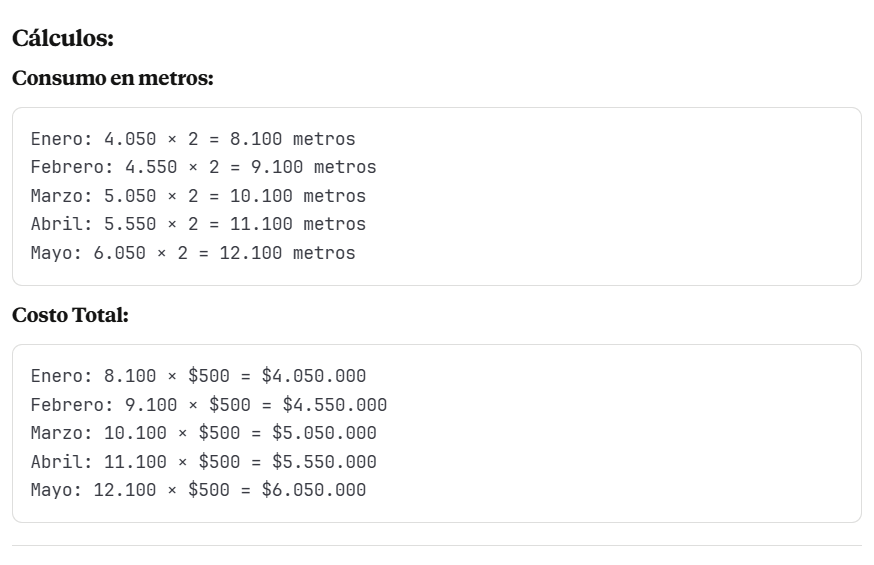 Cálculos:
Consumo en metros:
Enero: 4.050 × 2 = 8.100 metros
Febrero: 4.550 × 2 = 9.100 metros
Marzo: 5.050 × 2 = 10.100 metros
Abril: 5.550 × 2 = 11.100 metros
Mayo: 6.050 × 2 = 12.100 metros
Costo Total:
Enero: 8.100 × $500 = $4.050.000
Febrero: 9.100 × $500 = $4.550.000
Marzo: 10.100 × $500 = $5.050.000
Abril: 11.100 × $500 = $5.550.000
Mayo: 12.100 × $500 = $6.050.000